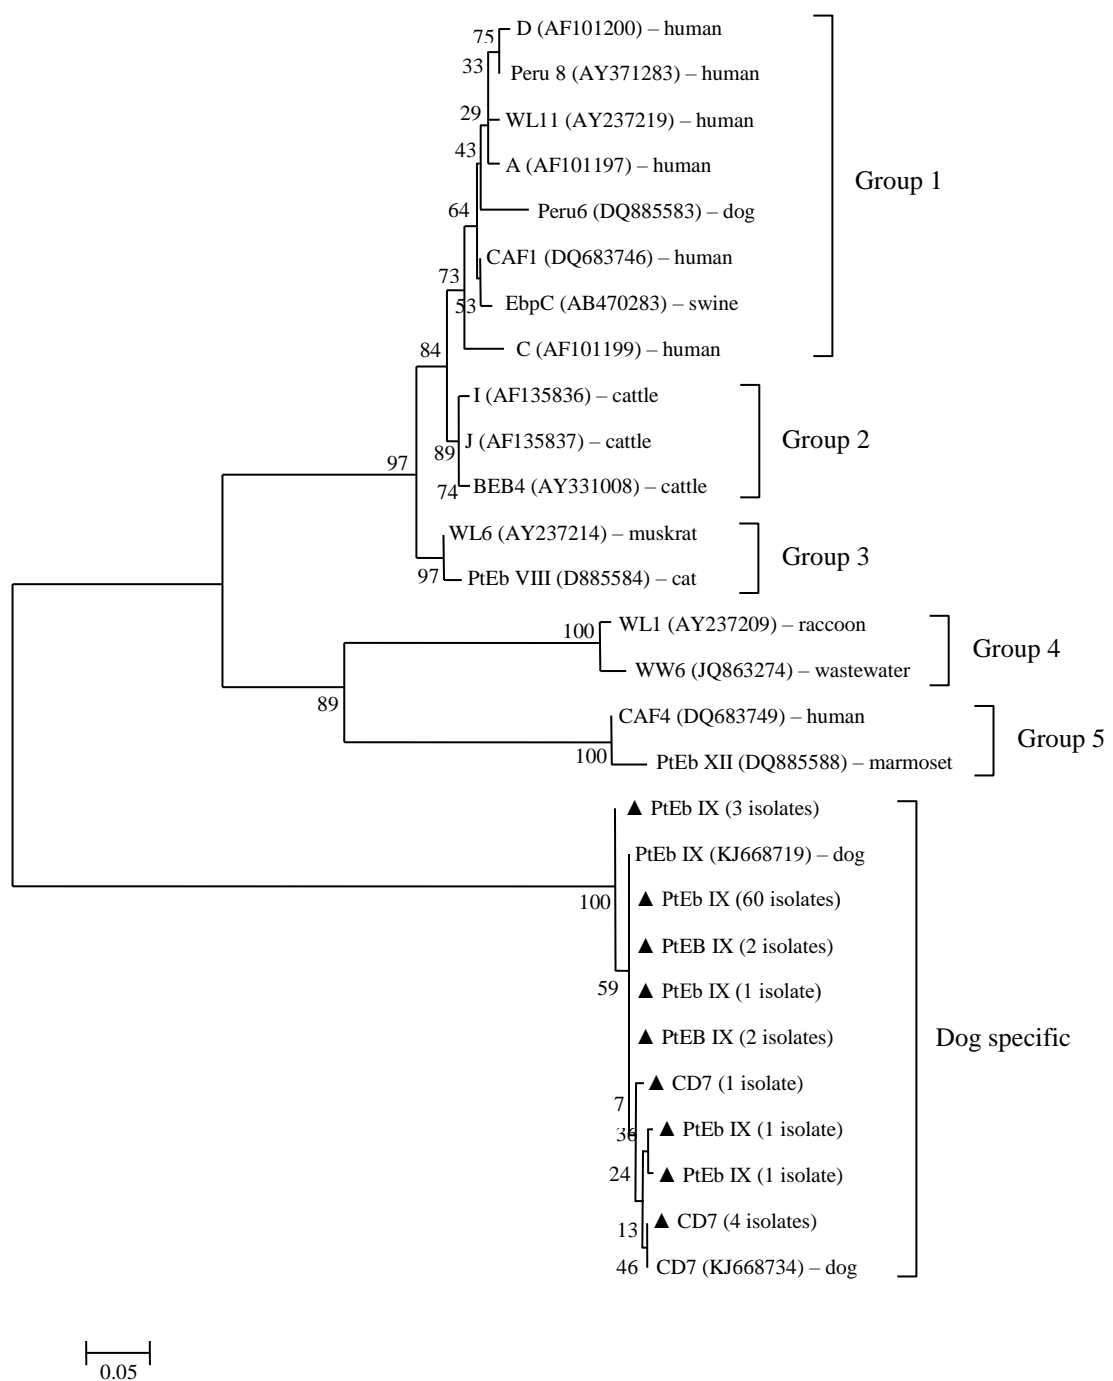 75
D (AF101200) – human
33
Peru 8 (AY371283) – human
29
WL11 (AY237219) – human
43
A (AF101197) – human
Group 1
64
Peru6 (DQ885583) – dog
CAF1 (DQ683746) – human
73
53
EbpC (AB470283) – swine
84
C (AF101199) – human
I (AF135836) – cattle
J (AF135837) – cattle
Group 2
89
97
74
BEB4 (AY331008) – cattle
WL6 (AY237214) – muskrat
Group 3
97
PtEb VIII (D885584) – cat
100
WL1 (AY237209) – raccoon
Group 4
WW6 (JQ863274) – wastewater
89
CAF4 (DQ683749) – human
Group 5
100
PtEb XII (DQ885588) – marmoset
▲ PtEb IX (3 isolates)
PtEb IX (KJ668719) – dog
100
▲ PtEb IX (60 isolates)
▲ PtEB IX (2 isolates)
59
▲ PtEb IX (1 isolate)
▲ PtEB IX (2 isolates)
Dog specific
▲ CD7 (1 isolate)
7
36
▲ PtEb IX (1 isolate)
24
▲ PtEb IX (1 isolate)
13
▲ CD7 (4 isolates)
46
CD7 (KJ668734) – dog
0.05